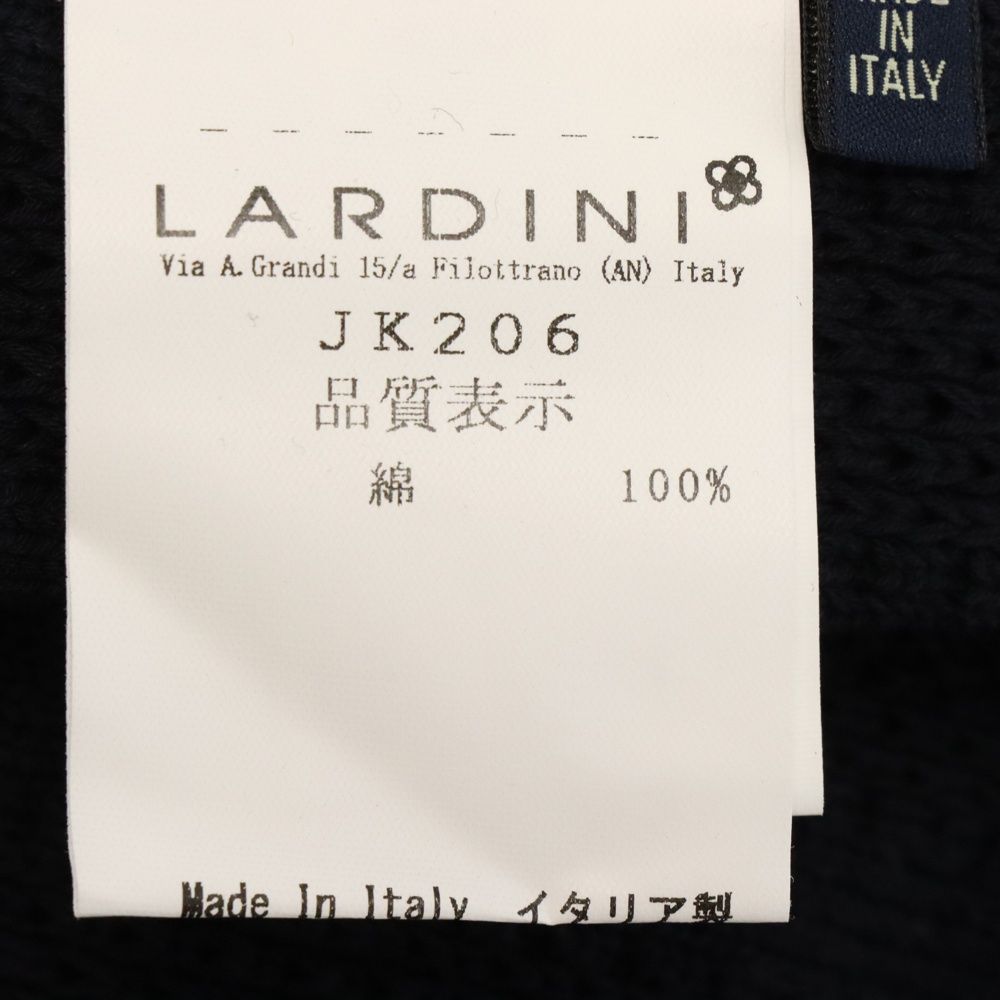 IN
ITALY
LARDINI
Via A.Grandi 15/a Filottrano (AN) Italy
JK206
品質表示
綿 100%
Made In Italy イタリア製